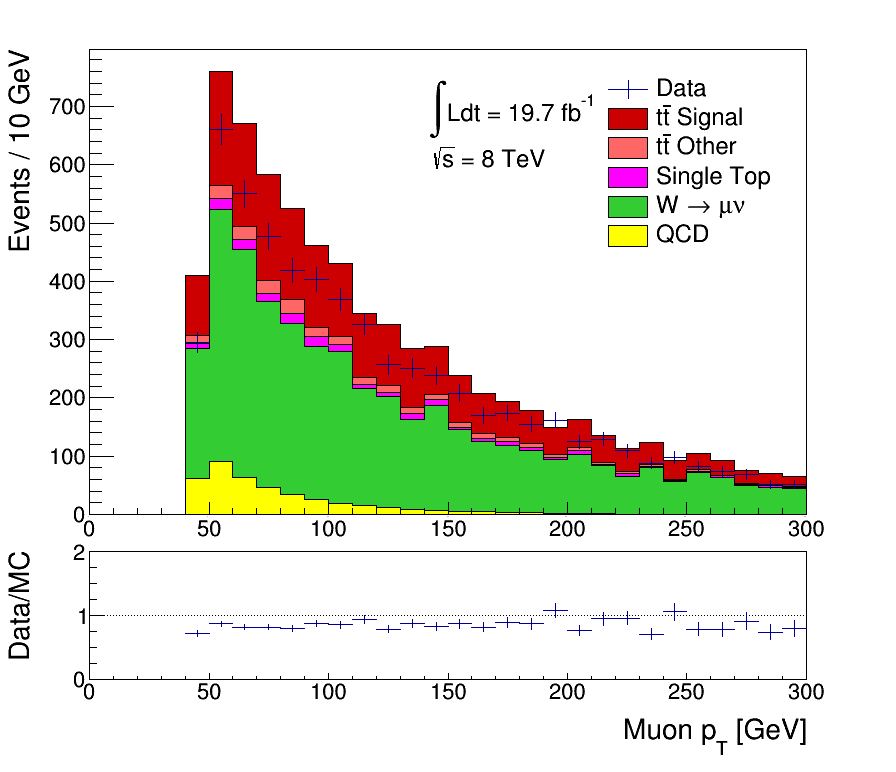 Events / 10 GeV
700
600
500
400
300
200
100
0
∫Ldt = 19.7 fb⁻¹
√s = 8 TeV
Data
tt̄ Signal
tt̄ Other
Single Top
W → μν
QCD
0 50 100 150 200 250 300
Data/MC
2
1
0
0 50 100 150 200 250 300
Muon p_T [GeV]